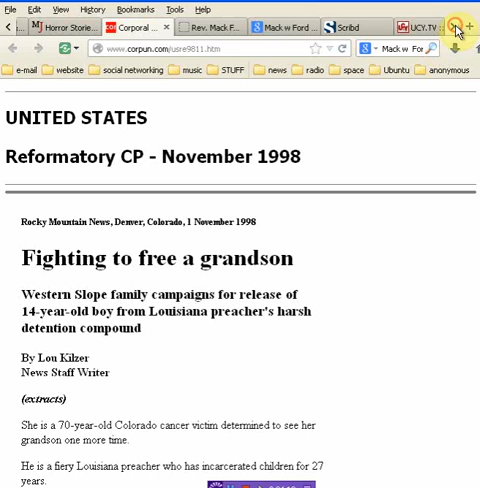 File Edit View History Bookmarks Tools Help
Horror Storie... Corporal ... Rev. Mack F... Mack w Ford ... Scribd UCY.TV ::
www.corpun.com/usre9811.htm Mack w For
e-mail website social networking music STUFF news radio space Ubuntu anonymous
UNITED STATES
Reformatory CP - November 1998
Rocky Mountain News, Denver, Colorado, 1 November 1998
Fighting to free a grandson
Western Slope family campaigns for release of
14-year-old boy from Louisiana preacher's harsh
detention compound
By Lou Kilzer
News Staff Writer
(extracts)
She is a 70-year-old Colorado cancer victim determined to see her
grandson one more time.
He is a fiery Louisiana preacher who has incarcerated children for 27
years.